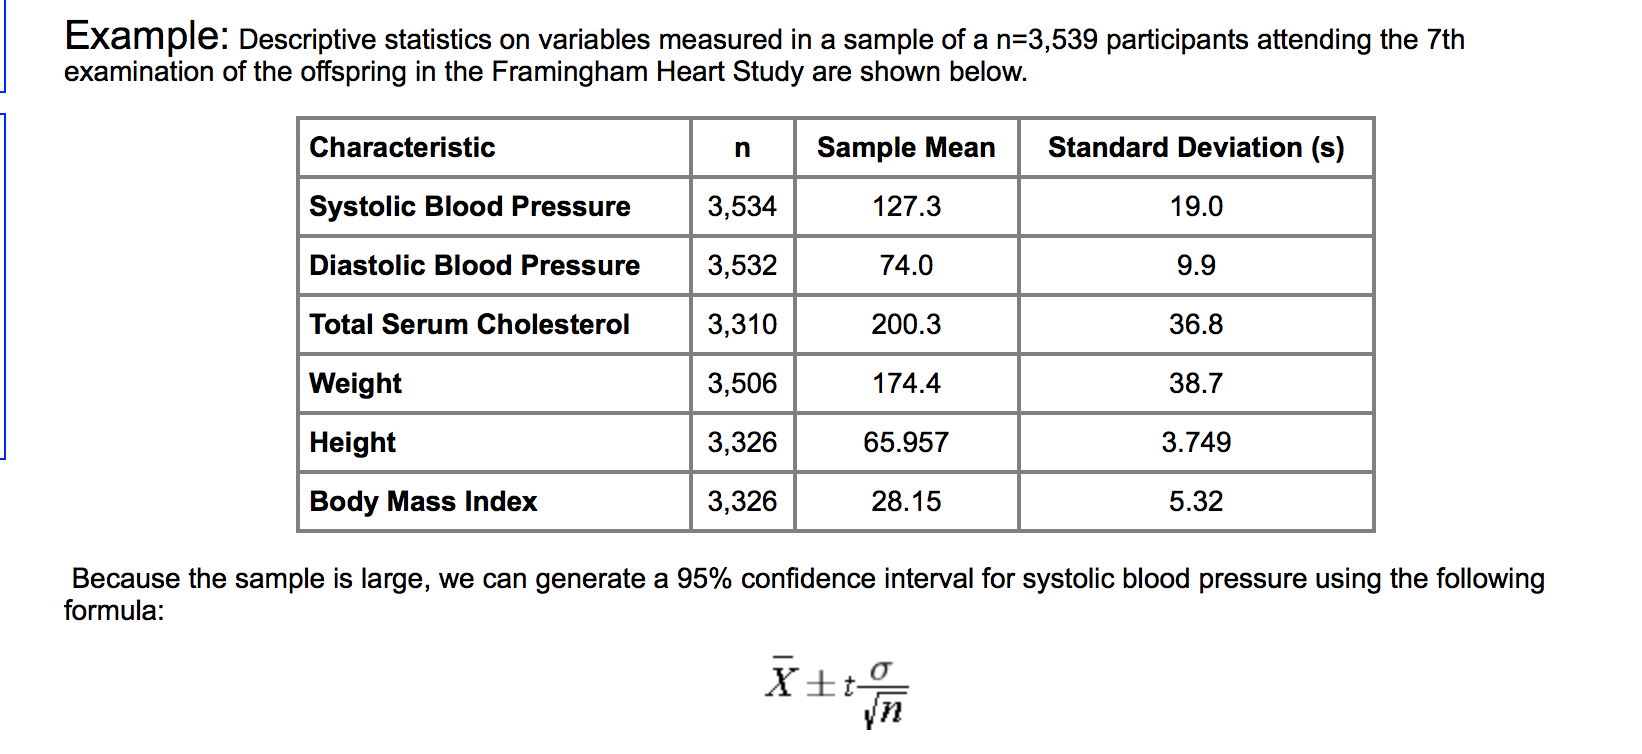 Example: Descriptive statistics on variables measured in a sample of a n=3,539 participants attending the 7th
examination of the offspring in the Framingham Heart Study are shown below.
Characteristic n Sample Mean Standard Deviation (s)
Systolic Blood Pressure 3,534 127.3 19.0
Diastolic Blood Pressure 3,532 74.0 9.9
Total Serum Cholesterol 3,310 200.3 36.8
Weight 3,506 174.4 38.7
Height 3,326 65.957 3.749
Body Mass Index 3,326 28.15 5.32
Because the sample is large, we can generate a 95% confidence interval for systolic blood pressure using the following
formula:
X̅ ± t σ/√n